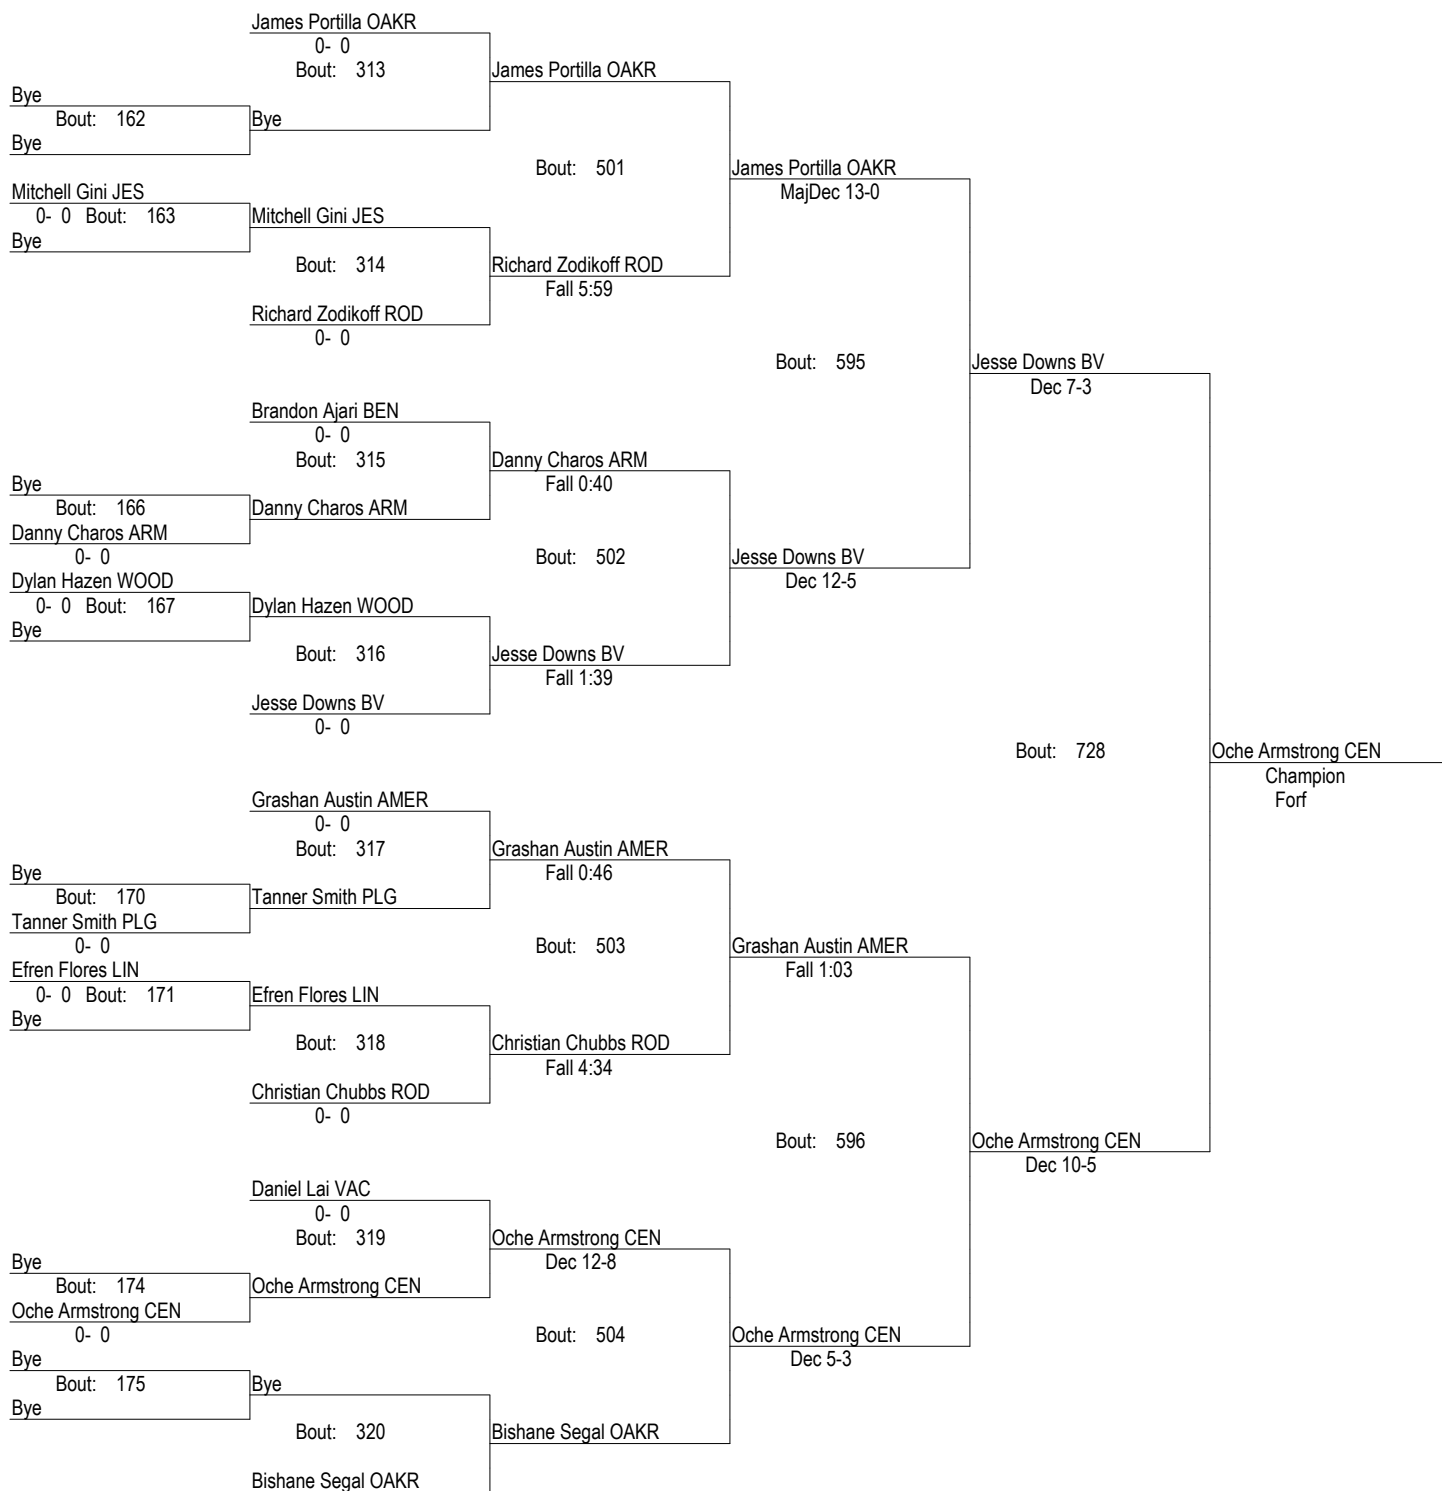 James Portilla OAKR
0- 0
Bout: 313
James Portilla OAKR
Bye
Bout: 162
Bye
Bye
Bout: 501
James Portilla OAKR
MajDec 13-0
Mitchell Gini JES
0- 0 Bout: 163
Mitchell Gini JES
Bye
Bout: 314
Richard Zodikoff ROD
Fall 5:59
Richard Zodikoff ROD
0- 0
Bout: 595
Jesse Downs BV
Dec 7-3
Brandon Ajari BEN
0- 0
Bout: 315
Danny Charos ARM
Fall 0:40
Bye
Bout: 166
Danny Charos ARM
Danny Charos ARM
0- 0
Bout: 502
Jesse Downs BV
Dec 12-5
Dylan Hazen WOOD
0- 0 Bout: 167
Dylan Hazen WOOD
Bye
Bout: 316
Jesse Downs BV
Fall 1:39
Jesse Downs BV
0- 0
Bout: 728
Oche Armstrong CEN
Champion
Forf
Grashan Austin AMER
0- 0
Bout: 317
Grashan Austin AMER
Fall 0:46
Bye
Bout: 170
Tanner Smith PLG
Tanner Smith PLG
0- 0
Bout: 503
Grashan Austin AMER
Fall 1:03
Efren Flores LIN
0- 0 Bout: 171
Efren Flores LIN
Bye
Bout: 318
Christian Chubbs ROD
Fall 4:34
Christian Chubbs ROD
0- 0
Bout: 596
Oche Armstrong CEN
Dec 10-5
Daniel Lai VAC
0- 0
Bout: 319
Oche Armstrong CEN
Dec 12-8
Bye
Bout: 174
Oche Armstrong CEN
Oche Armstrong CEN
0- 0
Bout: 504
Oche Armstrong CEN
Dec 5-3
Bye
Bout: 175
Bye
Bye
Bout: 320
Bishane Segal OAKR
Bishane Segal OAKR